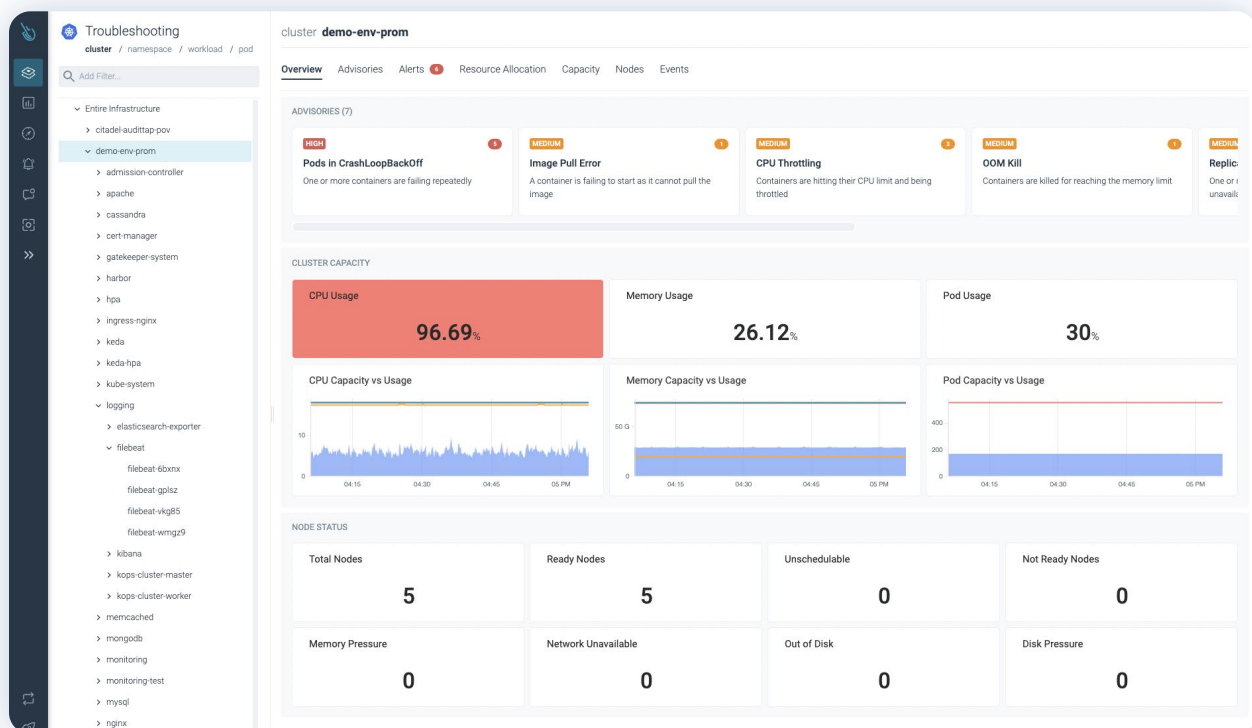 Troubleshooting
cluster / namespace / workload / pod
Add Filter...
Entire Infrastructure
citadel-audittap-pov
demo-env-prom
admission-controller
apache
cassandra
cert-manager
gatekeeper-system
harbor
hpa
ingress-nginx
keda
keda-hpa
kube-system
logging
elasticsearch-exporter
filebeat
filebeat-6bxnx
filebeat-gplsz
filebeat-vkg85
filebeat-wmgz9
kibana
kops-cluster-master
kops-cluster-worker
memcached
mongodb
monitoring
monitoring-test
mysql
nginx
cluster demo-env-prom
Overview Advisories Alerts 6 Resource Allocation Capacity Nodes Events
ADVISORIES (7)
HIGH 5
Pods in CrashLoopBackOff
One or more containers are failing repeatedly
MEDIUM 1
Image Pull Error
A container is failing to start as it cannot pull the
image
MEDIUM 3
CPU Throttling
Containers are hitting their CPU limit and being
throttled
MEDIUM 1
OOM Kill
Containers are killed for reaching the memory limit
One or
CLUSTER CAPACITY
CPU Usage
96.69%
Memory Usage
26.12%
Pod Usage
30%
CPU Capacity vs Usage
10
0
04:15 04:30 04:45 05 PM
Memory Capacity vs Usage
50 G
0
04:15 04:30 04:45 05 PM
Pod Capacity vs Usage
400
200
0
04:15 04:30 04:45 05 PM
NODE STATUS
Total Nodes
5
Ready Nodes
5
Unschedulable
0
Not Ready Nodes
0
Memory Pressure
0
Network Unavailable
0
Out of Disk
0
Disk Pressure
0